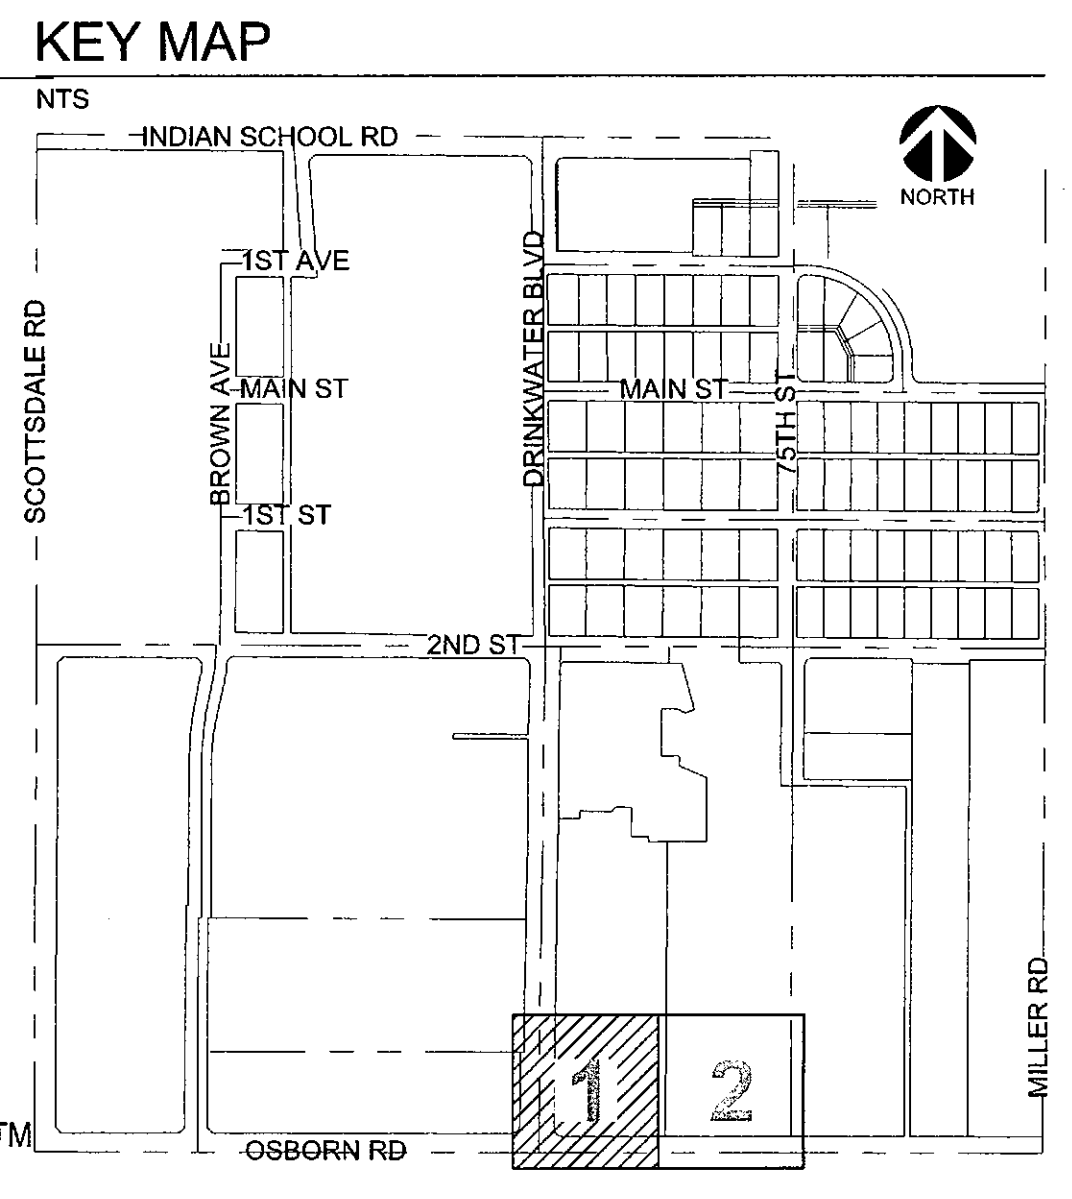 KEY MAP
NTS
INDIAN SCHOOL RD
NORTH
1ST AVE
DRINKWATER BLVD
SCOTTSDALE RD
BROWN AVE
MAIN ST
MAIN ST
75TH ST
1ST ST
2ND ST
MILLER RD
1
2
TM
OSBORN RD